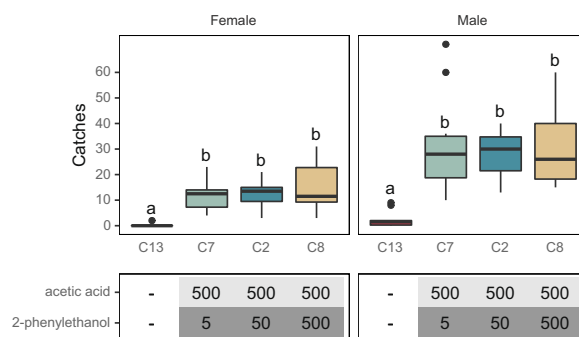 Female Male
Catches
60
50
40
30
20
10
0
a b b b a b b b
C13 C7 C2 C8 C13 C7 C2 C8
acetic acid - 500 500 500 - 500 500 500
2-phenylethanol - 5 50 500 - 5 50 500